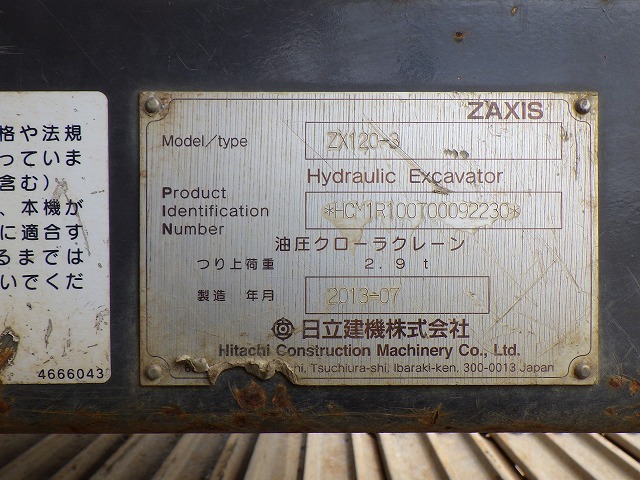 格や法規
っていま
含む)
、本機が
に適合す
るまでは
いでくだ
4666043
ZAXIS
Model/type ZX120-3
Hydraulic Excavator
Product
Identification
Number
*HCM1R100T00092230*
油圧クローラクレーン
つり上荷重 2.9 t
製造 年月 2013-07
日立建機株式会社
Hitachi Construction Machinery Co., Ltd.
Tsuchiura-shi, Ibaraki-ken, 300-0013 Japan